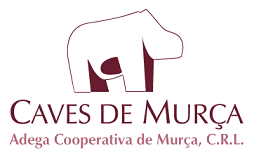 CAVES DE MURÇA
Adega Cooperativa de Murça, C.R.L.